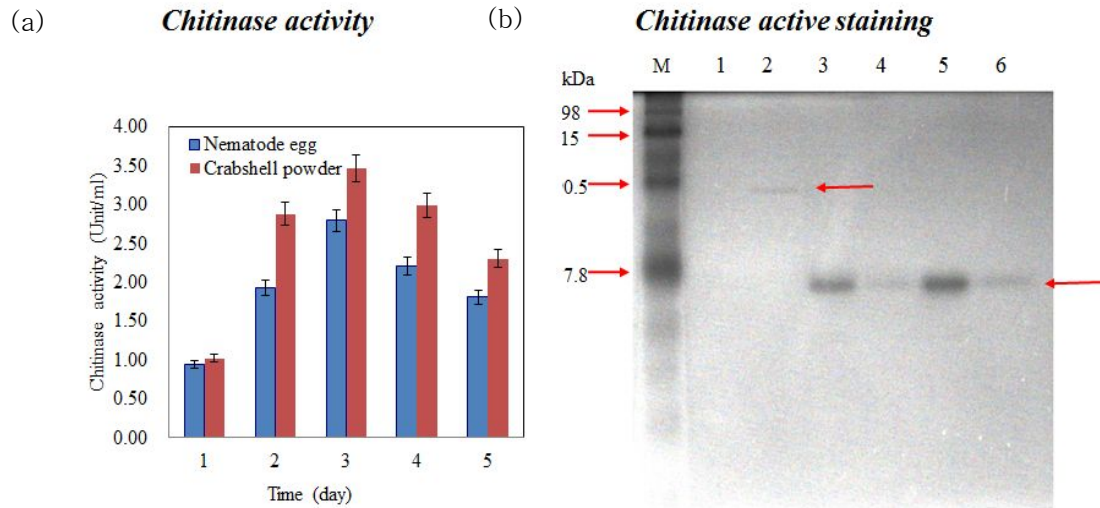 (a)
Chitinase activity
4.00
3.50
3.00
2.50
2.00
1.50
1.00
0.50
0.00
Chitinase activity (Unit/ml)
Nematode egg
Crabshell powder
1 2 3 4 5
Time (day)
(b)
Chitinase active staining
kDa M 1 2 3 4 5 6
98
15
0.5
7.8